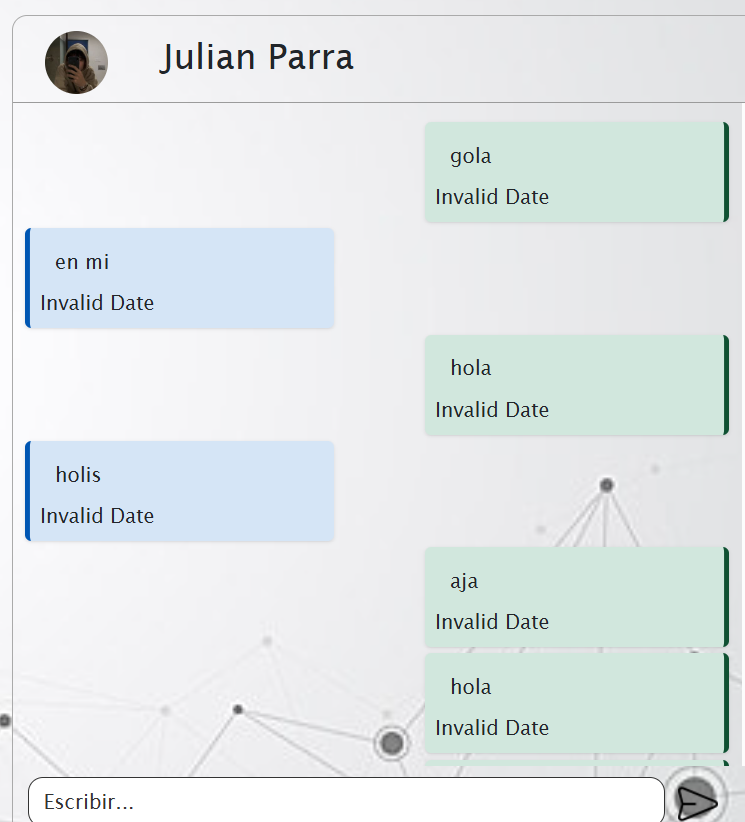 Julian Parra
gola
Invalid Date
en mi
Invalid Date
hola
Invalid Date
holis
Invalid Date
aja
Invalid Date
hola
Invalid Date
Escribir...